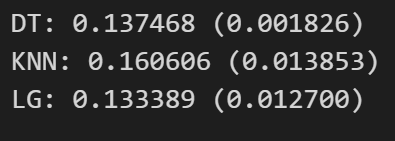 DT: 0.137468 (0.001826)
KNN: 0.160606 (0.013853)
LG: 0.133389 (0.012700)